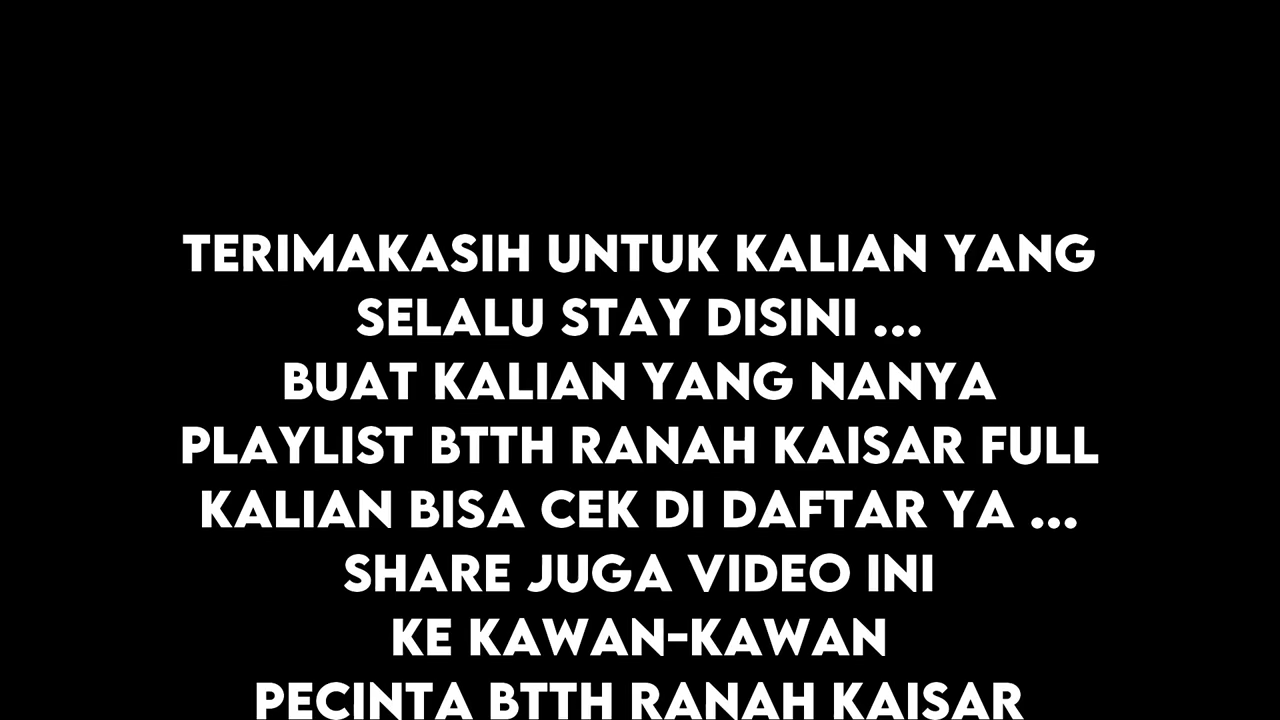 TERIMAKASIH UNTUK KALIAN YANG
SELALU STAY DISINI ...
BUAT KALIAN YANG NANYA
PLAYLIST BTTH RANAH KAISAR FULL
KALIAN BISA CEK DI DAFTAR YA ...
SHARE JUGA VIDEO INI
KE KAWAN-KAWAN
PECINTA BTTH RANAH KAISAR